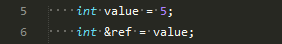 5 int value = 5;
6 int &ref = value;